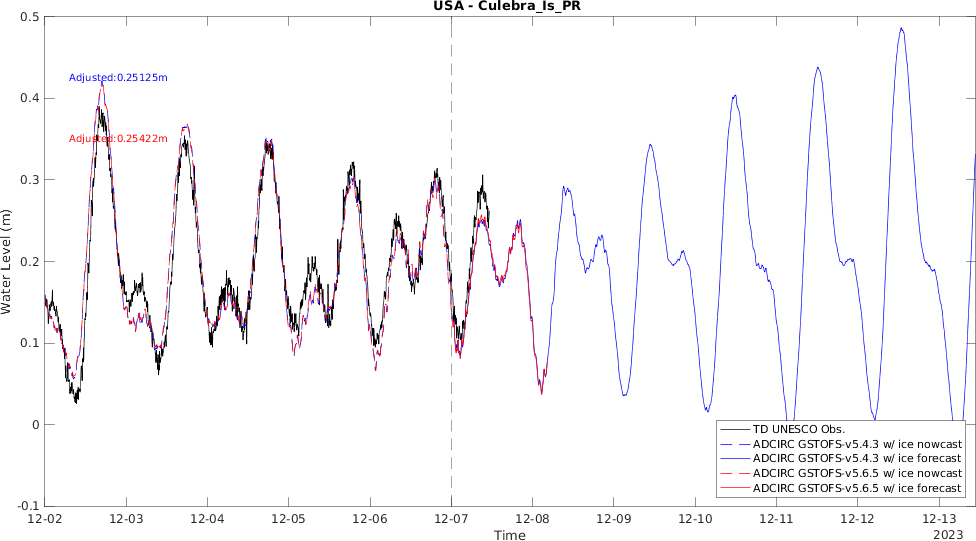 USA - Culebra_Is_PR
0.5
Adjusted:0.25125m
0.4
Adjusted:0.25422m
0.3
Water Level (m)
0.2
0.1
0
TD UNESCO Obs.
ADCIRC GSTOFS-v5.4.3 w/ ice nowcast
ADCIRC GSTOFS-v5.4.3 w/ ice forecast
ADCIRC GSTOFS-v5.6.5 w/ ice nowcast
ADCIRC GSTOFS-v5.6.5 w/ ice forecast
-0.1
12-02 12-03 12-04 12-05 12-06 12-07 12-08 12-09 12-10 12-11 12-12 12-13
Time
2023